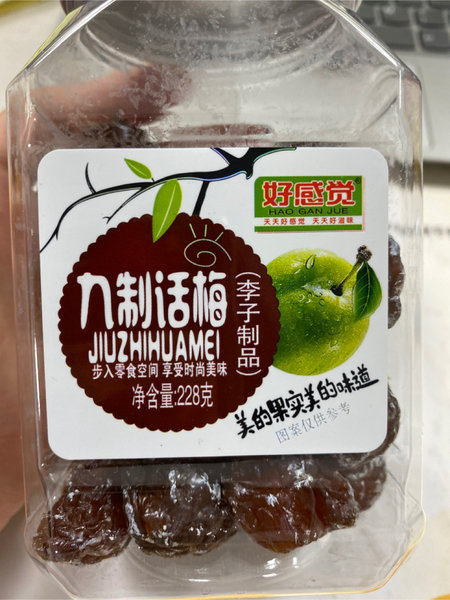 好感觉®
HAO GAN JUE
天天好感觉 天天好滋味
九制话梅
JIUZHIHUAMEI
(李子制品)
步入零食空间 享受时尚美味
净含量:228克
美的果实美的味道
图案仅供参考